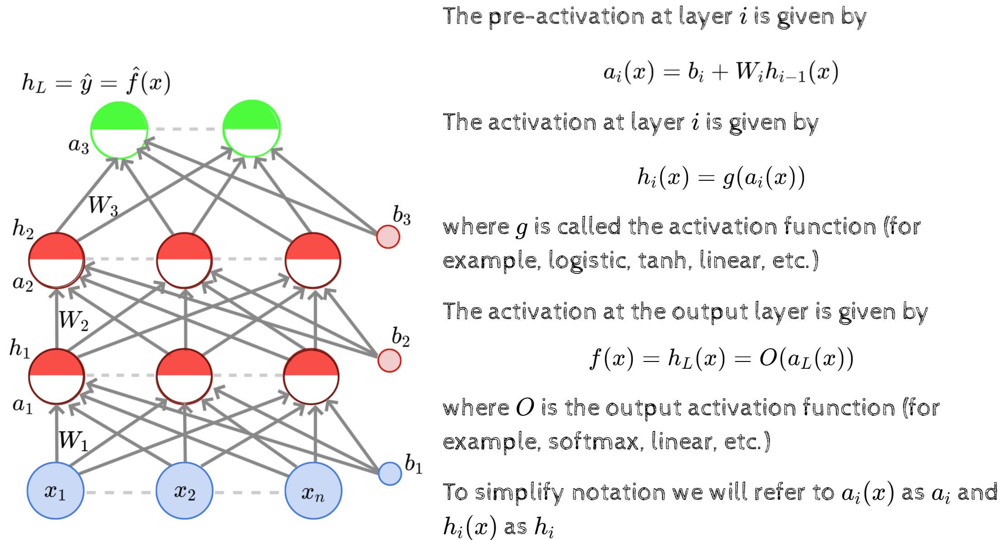 The pre-activation at layer i is given by
a_i(x) = b_i + W_i h_{i−1}(x)
The activation at layer i is given by
h_i(x) = g(a_i(x))
where g is called the activation function (for
example, logistic, tanh, linear, etc.)
The activation at the output layer is given by
f(x) = h_L(x) = O(a_L(x))
where O is the output activation function (for
example, softmax, linear, etc.)
To simplify notation we will refer to a_i(x) as a_i and
h_i(x) as h_i
h_L = ŷ = f̂(x)
a_3
W_3
b_3
h_2
a_2
W_2
b_2
h_1
a_1
W_1
b_1
x_1
x_2
x_n